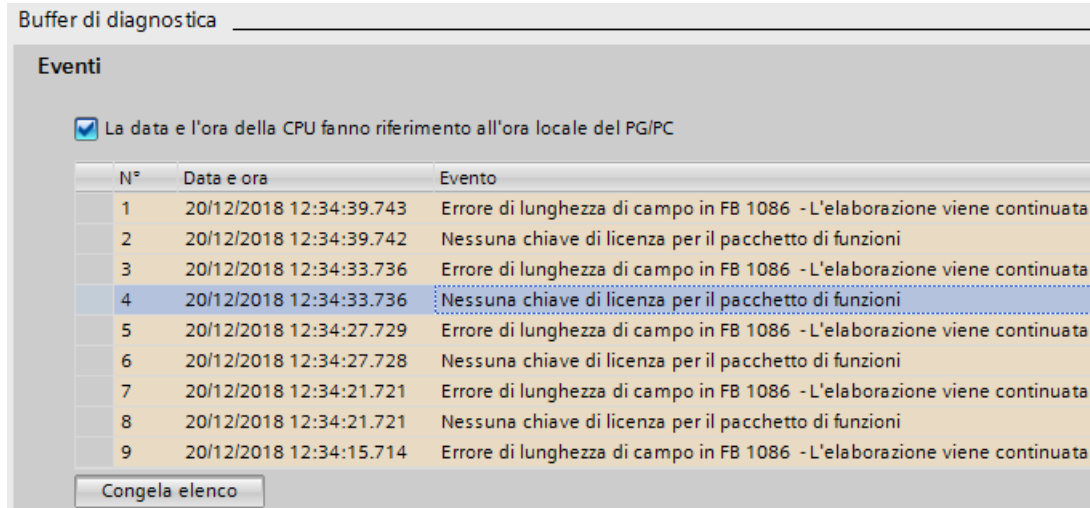 Buffer di diagnostica
Eventi
La data e l'ora della CPU fanno riferimento all'ora locale del PG/PC
N° Data e ora Evento
1 20/12/2018 12:34:39.743 Errore di lunghezza di campo in FB 1086 - L'elaborazione viene continuata
2 20/12/2018 12:34:39.742 Nessuna chiave di licenza per il pacchetto di funzioni
3 20/12/2018 12:34:33.736 Errore di lunghezza di campo in FB 1086 - L'elaborazione viene continuata
4 20/12/2018 12:34:33.736 Nessuna chiave di licenza per il pacchetto di funzioni
5 20/12/2018 12:34:27.729 Errore di lunghezza di campo in FB 1086 - L'elaborazione viene continuata
6 20/12/2018 12:34:27.728 Nessuna chiave di licenza per il pacchetto di funzioni
7 20/12/2018 12:34:21.721 Errore di lunghezza di campo in FB 1086 - L'elaborazione viene continuata
8 20/12/2018 12:34:21.721 Nessuna chiave di licenza per il pacchetto di funzioni
9 20/12/2018 12:34:15.714 Errore di lunghezza di campo in FB 1086 - L'elaborazione viene continuata
Congela elenco